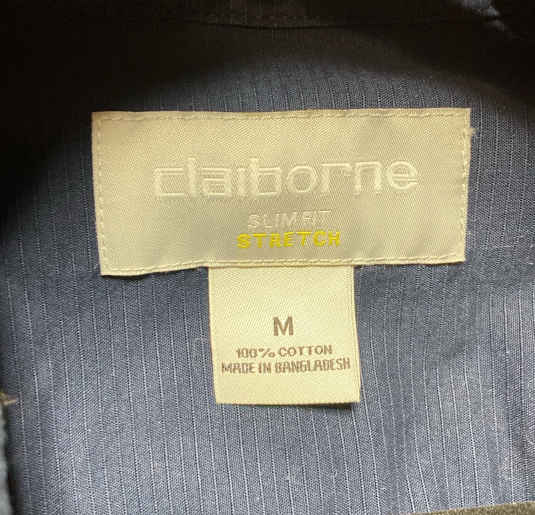 claiborne
SLIM FIT
STRETCH
M
100% COTTON
MADE IN BANGLADESH